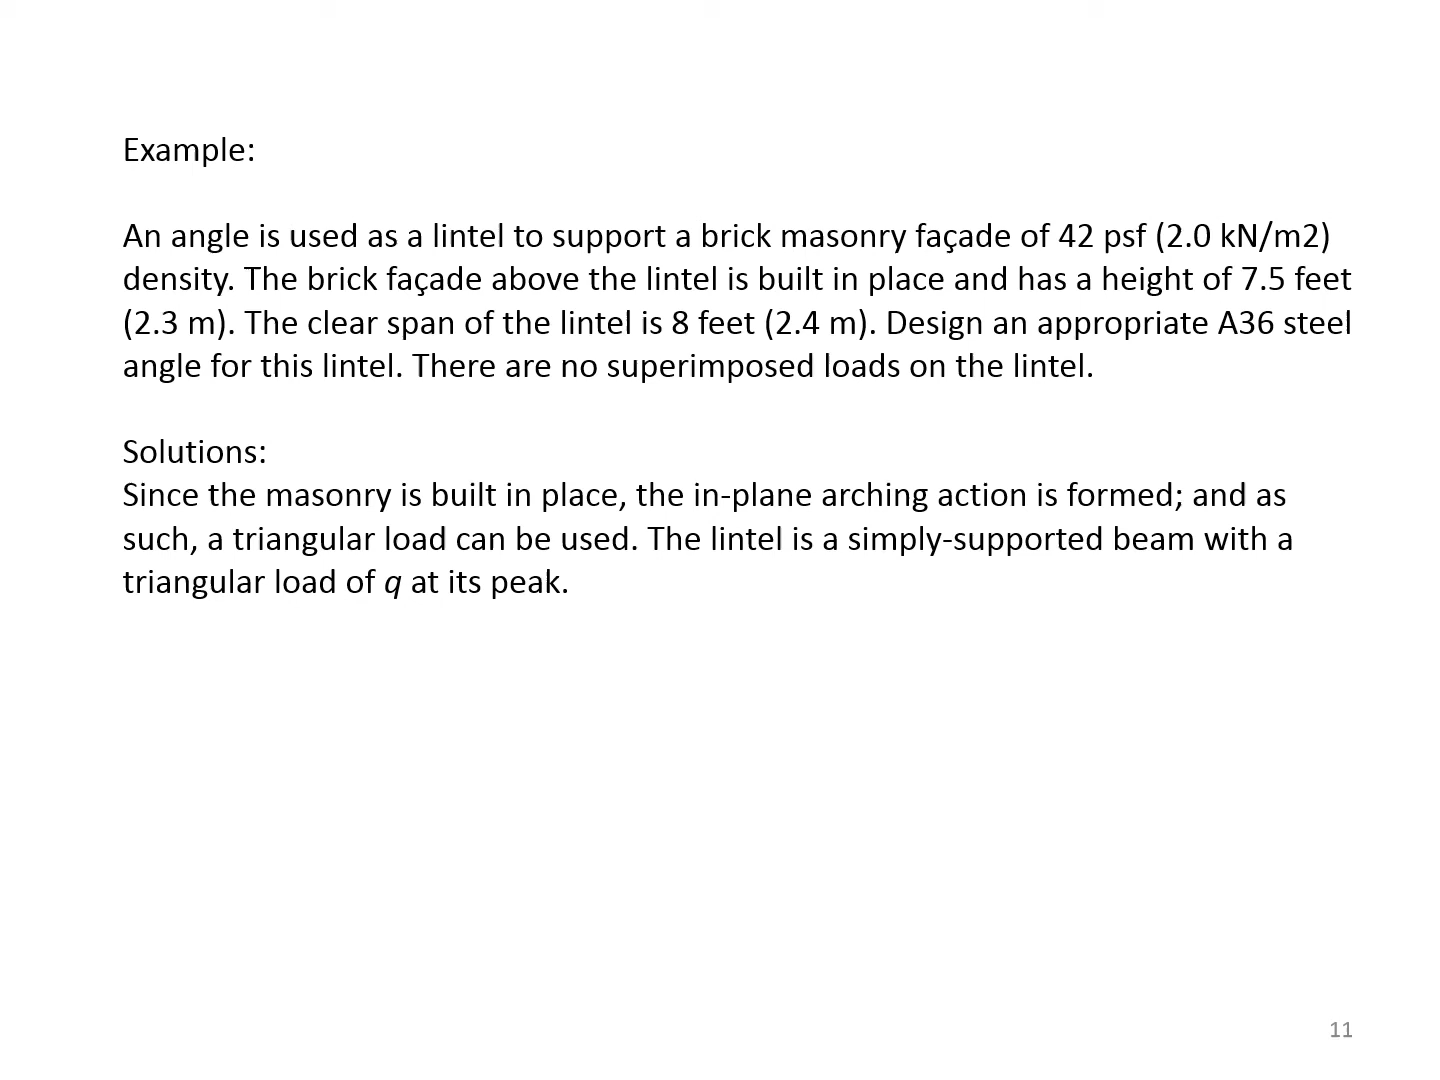 Example:
An angle is used as a lintel to support a brick masonry façade of 42 psf (2.0 kN/m2)
density. The brick façade above the lintel is built in place and has a height of 7.5 feet
(2.3 m). The clear span of the lintel is 8 feet (2.4 m). Design an appropriate A36 steel
angle for this lintel. There are no superimposed loads on the lintel.
Solutions:
Since the masonry is built in place, the in-plane arching action is formed; and as
such, a triangular load can be used. The lintel is a simply-supported beam with a
triangular load of q at its peak.
11